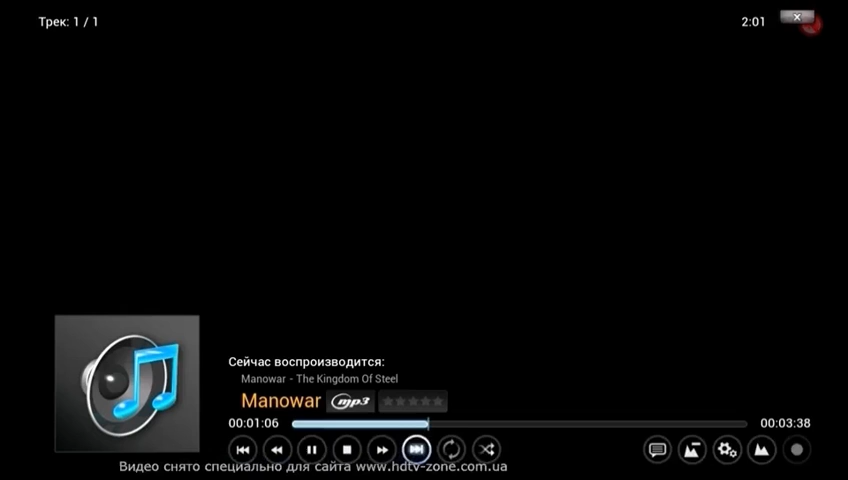 Трек: 1 / 1
2:01
Сейчас воспроизводится:
Manowar - The Kingdom Of Steel
Manowar mp3
00:01:06
00:03:38
Видео снято специально для сайта www.hdtv-zone.com.ua